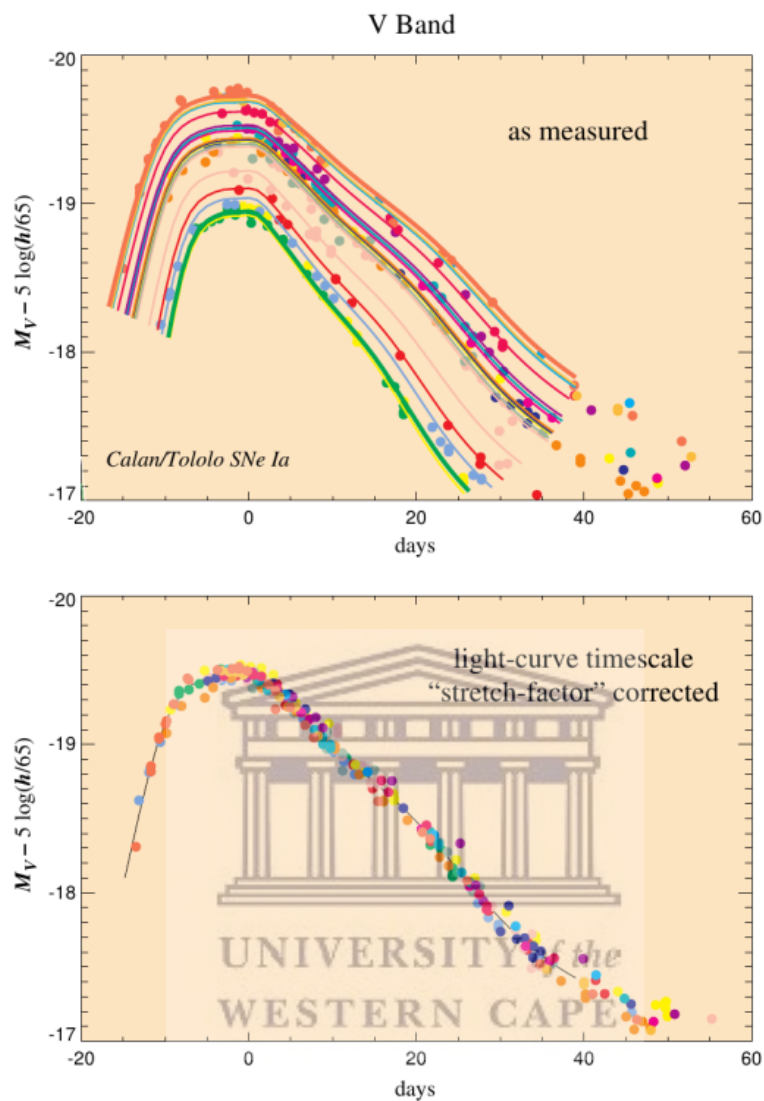 V Band
-20
as measured
-19
M_V − 5 log(h/65)
-18
Calan/Tololo SNe Ia
-17
-20 0 20 40 60
days
-20
light-curve timescale
“stretch-factor” corrected
-19
M_V − 5 log(h/65)
-18
UNIVERSITY of the
WESTERN CAPE
-17
-20 0 20 40 60
days